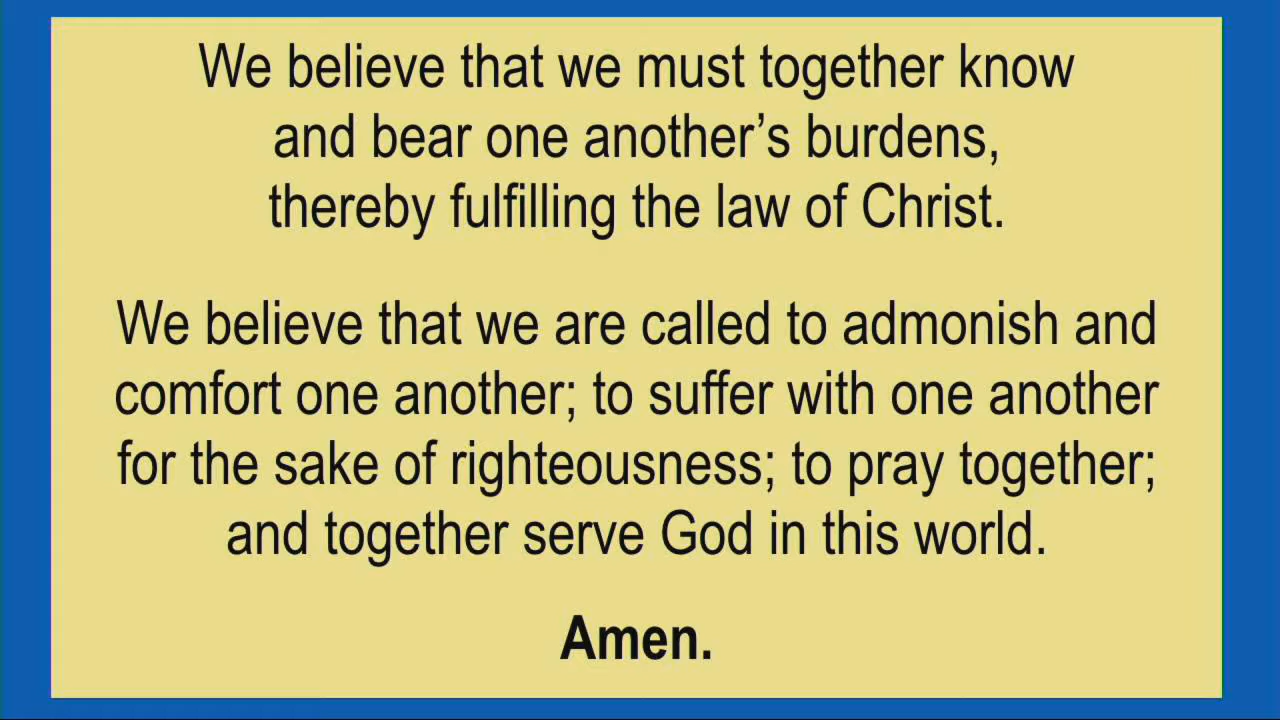 We believe that we must together know
and bear one another’s burdens,
thereby fulfilling the law of Christ.
We believe that we are called to admonish and
comfort one another; to suffer with one another
for the sake of righteousness; to pray together;
and together serve God in this world.
Amen.